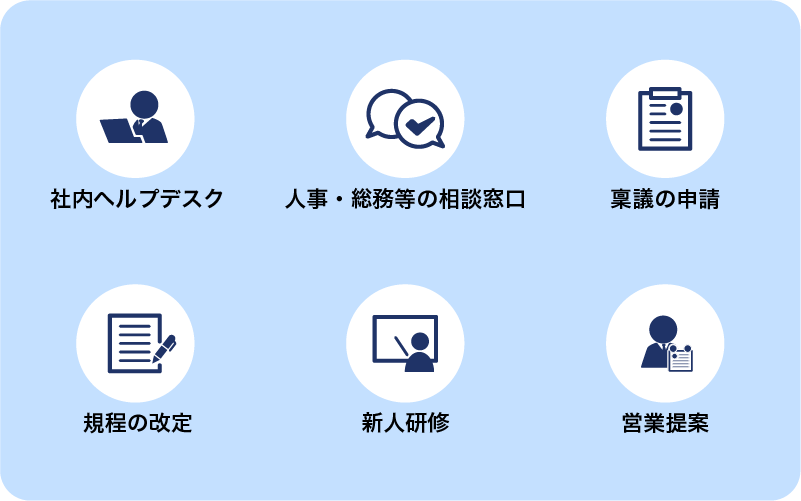 社内ヘルプデスク
人事・総務等の相談窓口
稟議の申請
規程の改定
新人研修
営業提案